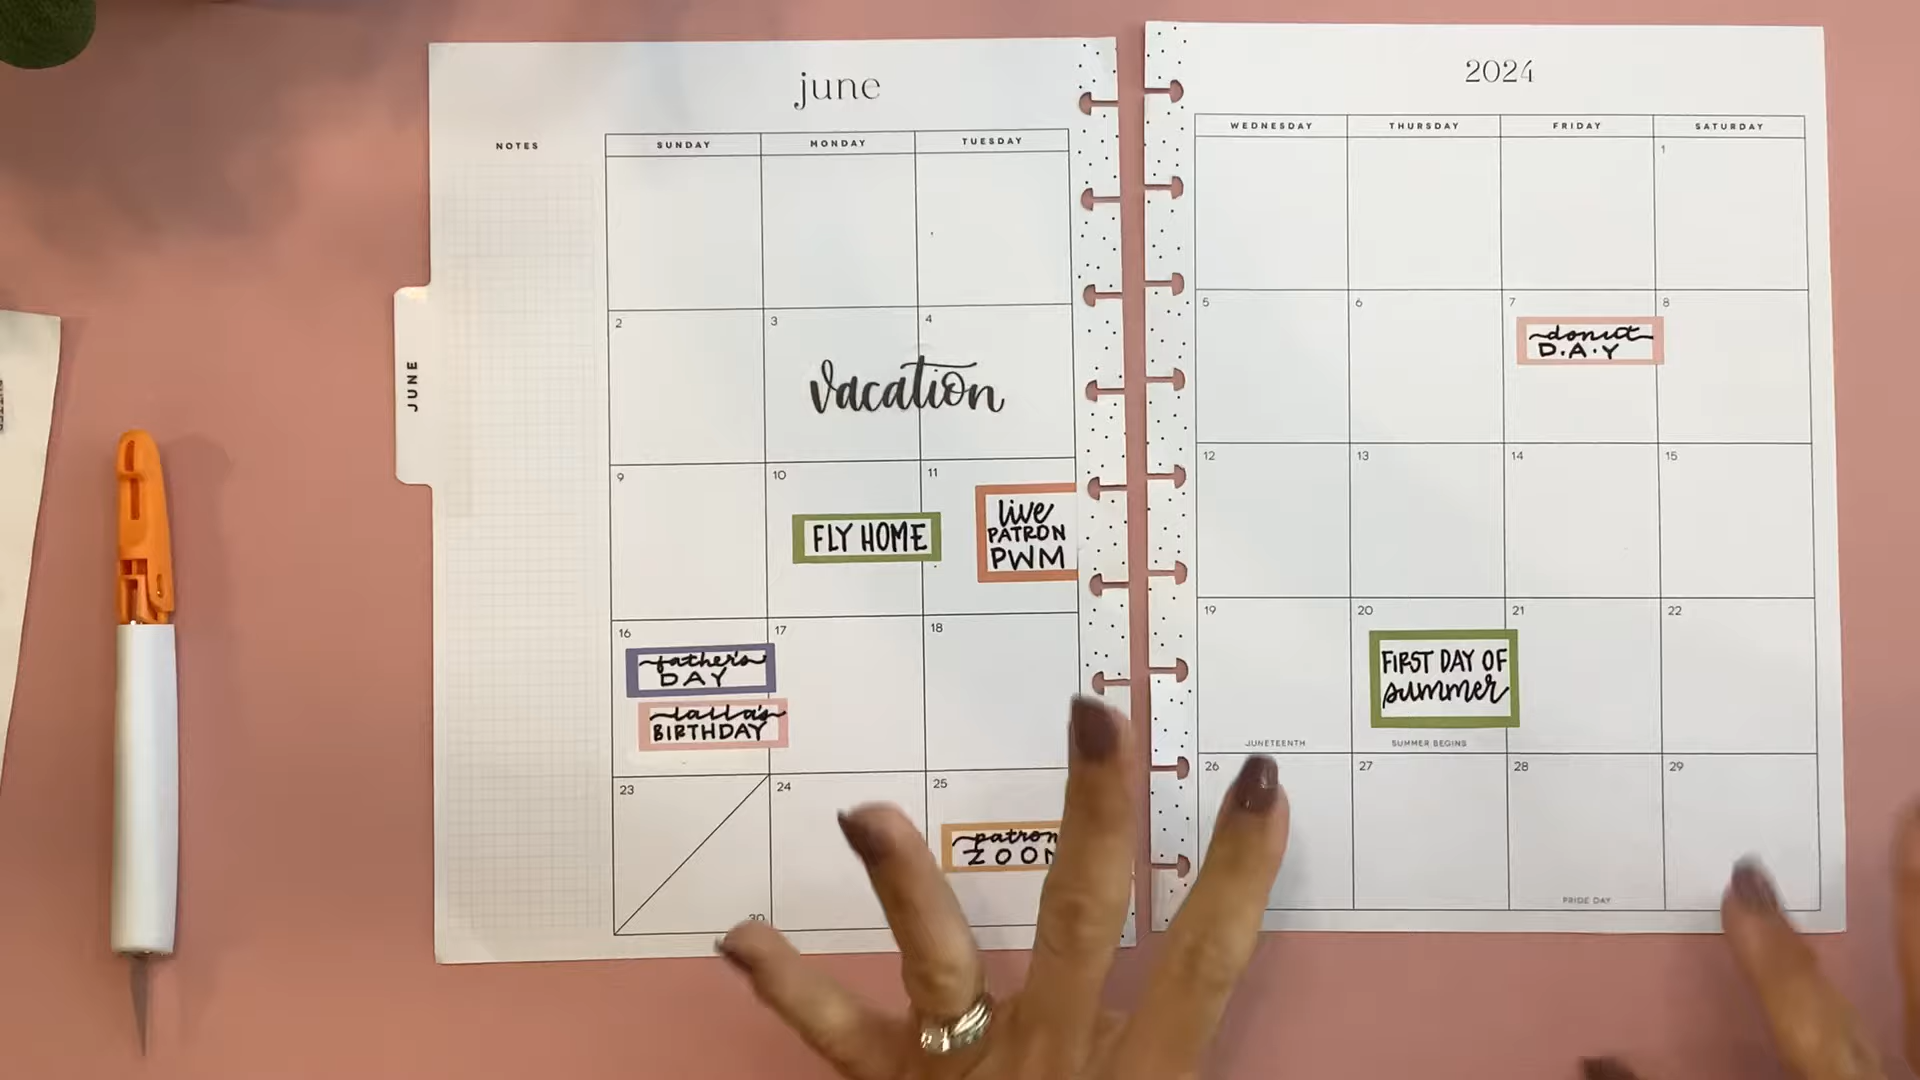 june
2024
NOTES
SUNDAY MONDAY TUESDAY
WEDNESDAY THURSDAY FRIDAY SATURDAY
1
2 3 4
5 6 7 8
vacation
donut
D.A.Y
JUNE
9 10 11
12 13 14 15
FLY HOME
live
PATRON
PWM
16 17 18
19 20 21 22
father's
DAY
BIRTHDAY
FIRST DAY OF
summer
JUNETEENTH
SUMMER BEGINS
23 24 25
26 27 28 29
patron
30
PRIDE DAY